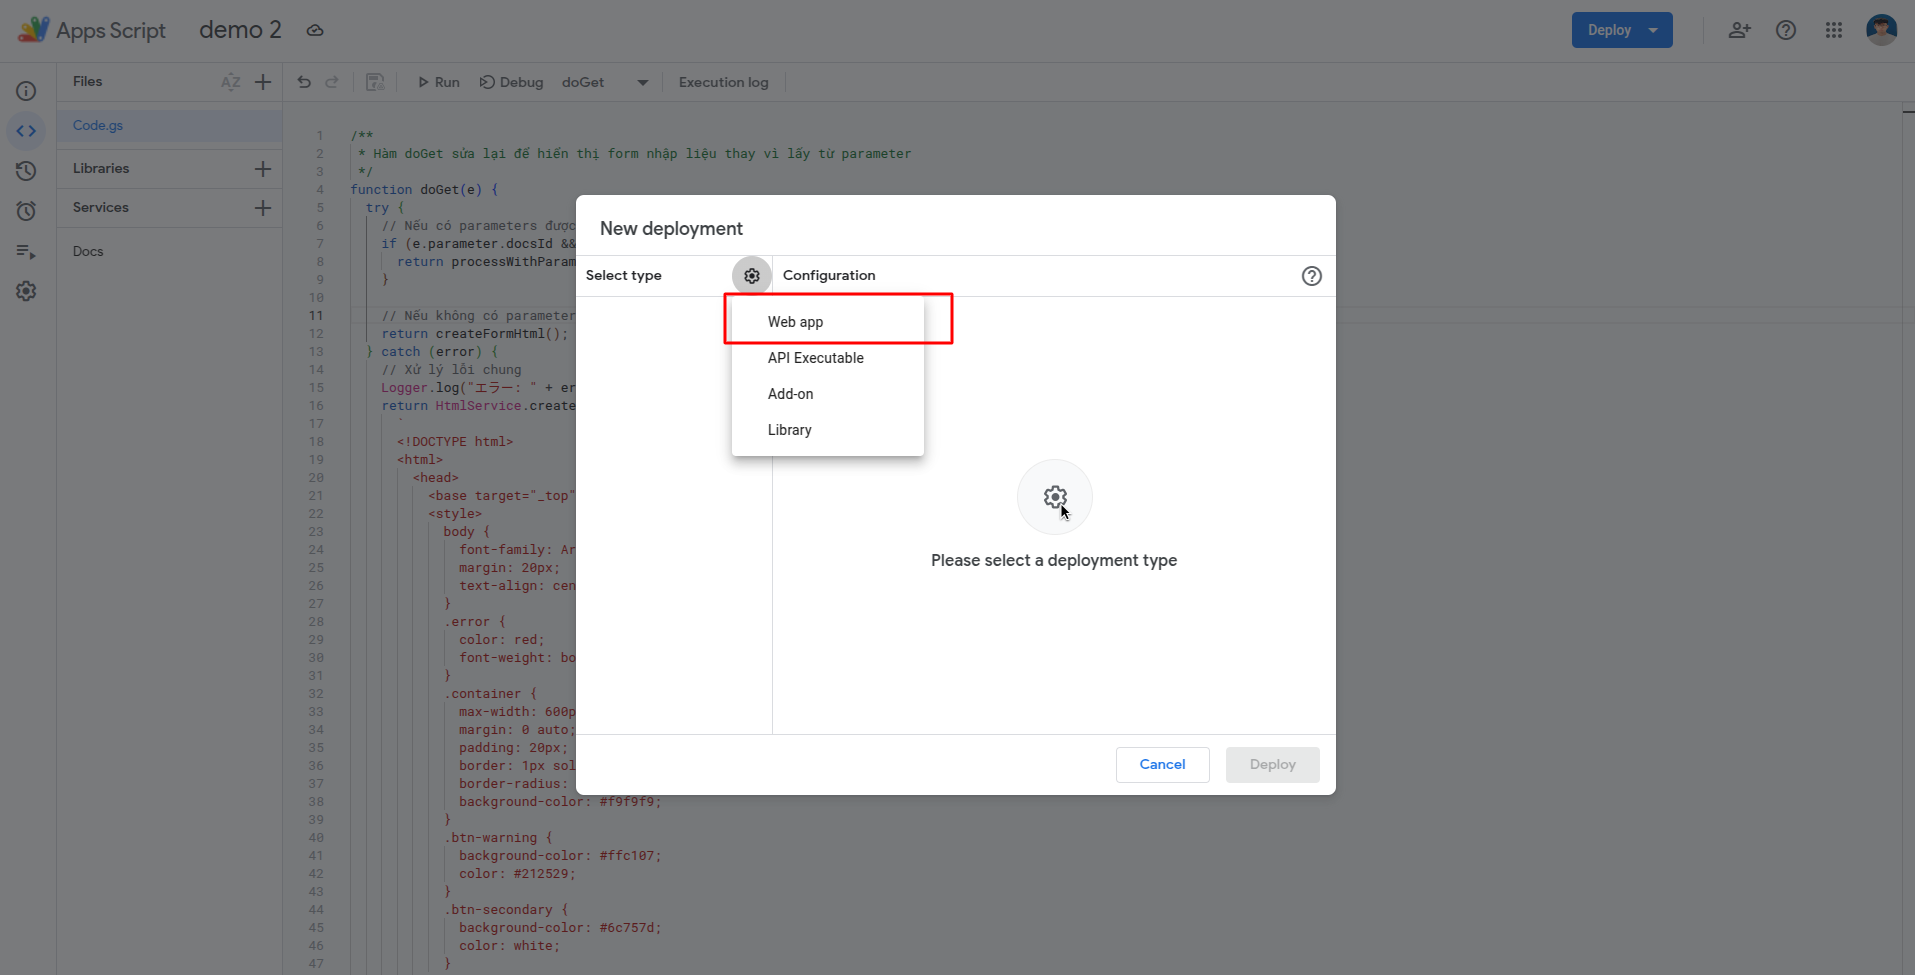 Apps Script
demo 2
Deploy
Files
Code.gs
Libraries
Services
Docs
Run
Debug
doGet
Execution log
1 /**
2 * Hàm doGet sửa lại để hiển thị form nhập liệu thay vì lấy từ parameter
3 */
4 function doGet(e) {
5 try {
6 // Nếu có parameters được
7 if (e.parameter.docsId &&
8 return processWithParam
9 }
10
11 // Nếu không có parameter
12 return createFormHtml();
13 } catch (error) {
14 // Xử lý lỗi chung
15 Logger.log("エラー: " + er
16 return HtmlService.create
17 `
18 <!DOCTYPE html>
19 <html>
20 <head>
21 <base target="_top"
22 <style>
23 body {
24 font-family: Ar
25 margin: 20px;
26 text-align: cen
27 }
28 .error {
29 color: red;
30 font-weight: bo
31 }
32 .container {
33 max-width: 600p
34 margin: 0 auto;
35 padding: 20px;
36 border: 1px sol
37 border-radius:
38 background-color: #f9f9f9;
39 }
40 .btn-warning {
41 background-color: #ffc107;
42 color: #212529;
43 }
44 .btn-secondary {
45 background-color: #6c757d;
46 color: white;
47 }
New deployment
Select type
Configuration
Web app
API Executable
Add-on
Library
Please select a deployment type
Cancel
Deploy